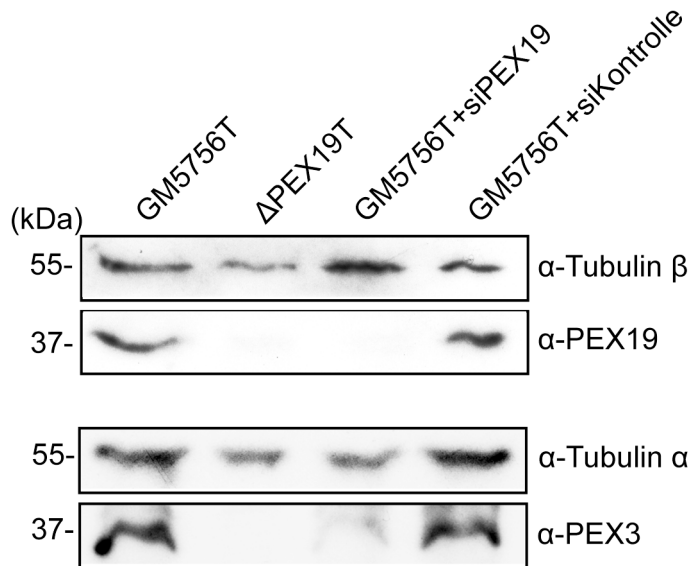 GM5756T
ΔPEX19T
GM5756T+siPEX19
GM5756T+siKontrolle
(kDa)
55- α-Tubulin β
37- α-PEX19
55- α-Tubulin α
37- α-PEX3